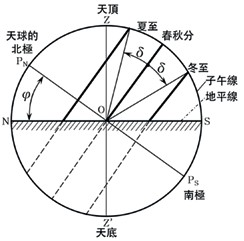 天頂
Z
夏至
春秋分
天球的
北極
P_N
δ
δ
冬至
子午線
地平線
φ
O
N
S
P_S
南極
Z'
天底